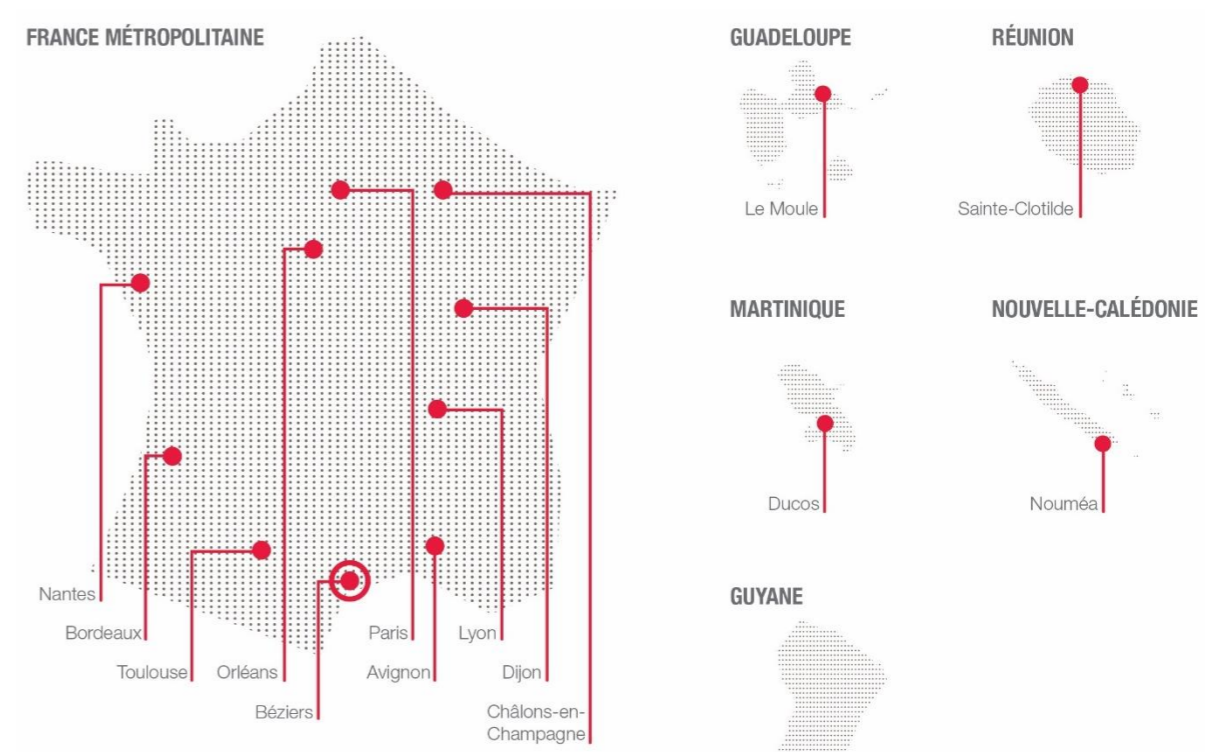 FRANCE MÉTROPOLITAINE
GUADELOUPE
RÉUNION
Le Moule
Sainte-Clotilde
MARTINIQUE
NOUVELLE-CALÉDONIE
Ducos
Nouméa
Nantes
Bordeaux
Paris
Lyon
Toulouse
Orléans
Avignon
Dijon
Béziers
Châlons-en-
Champagne
GUYANE